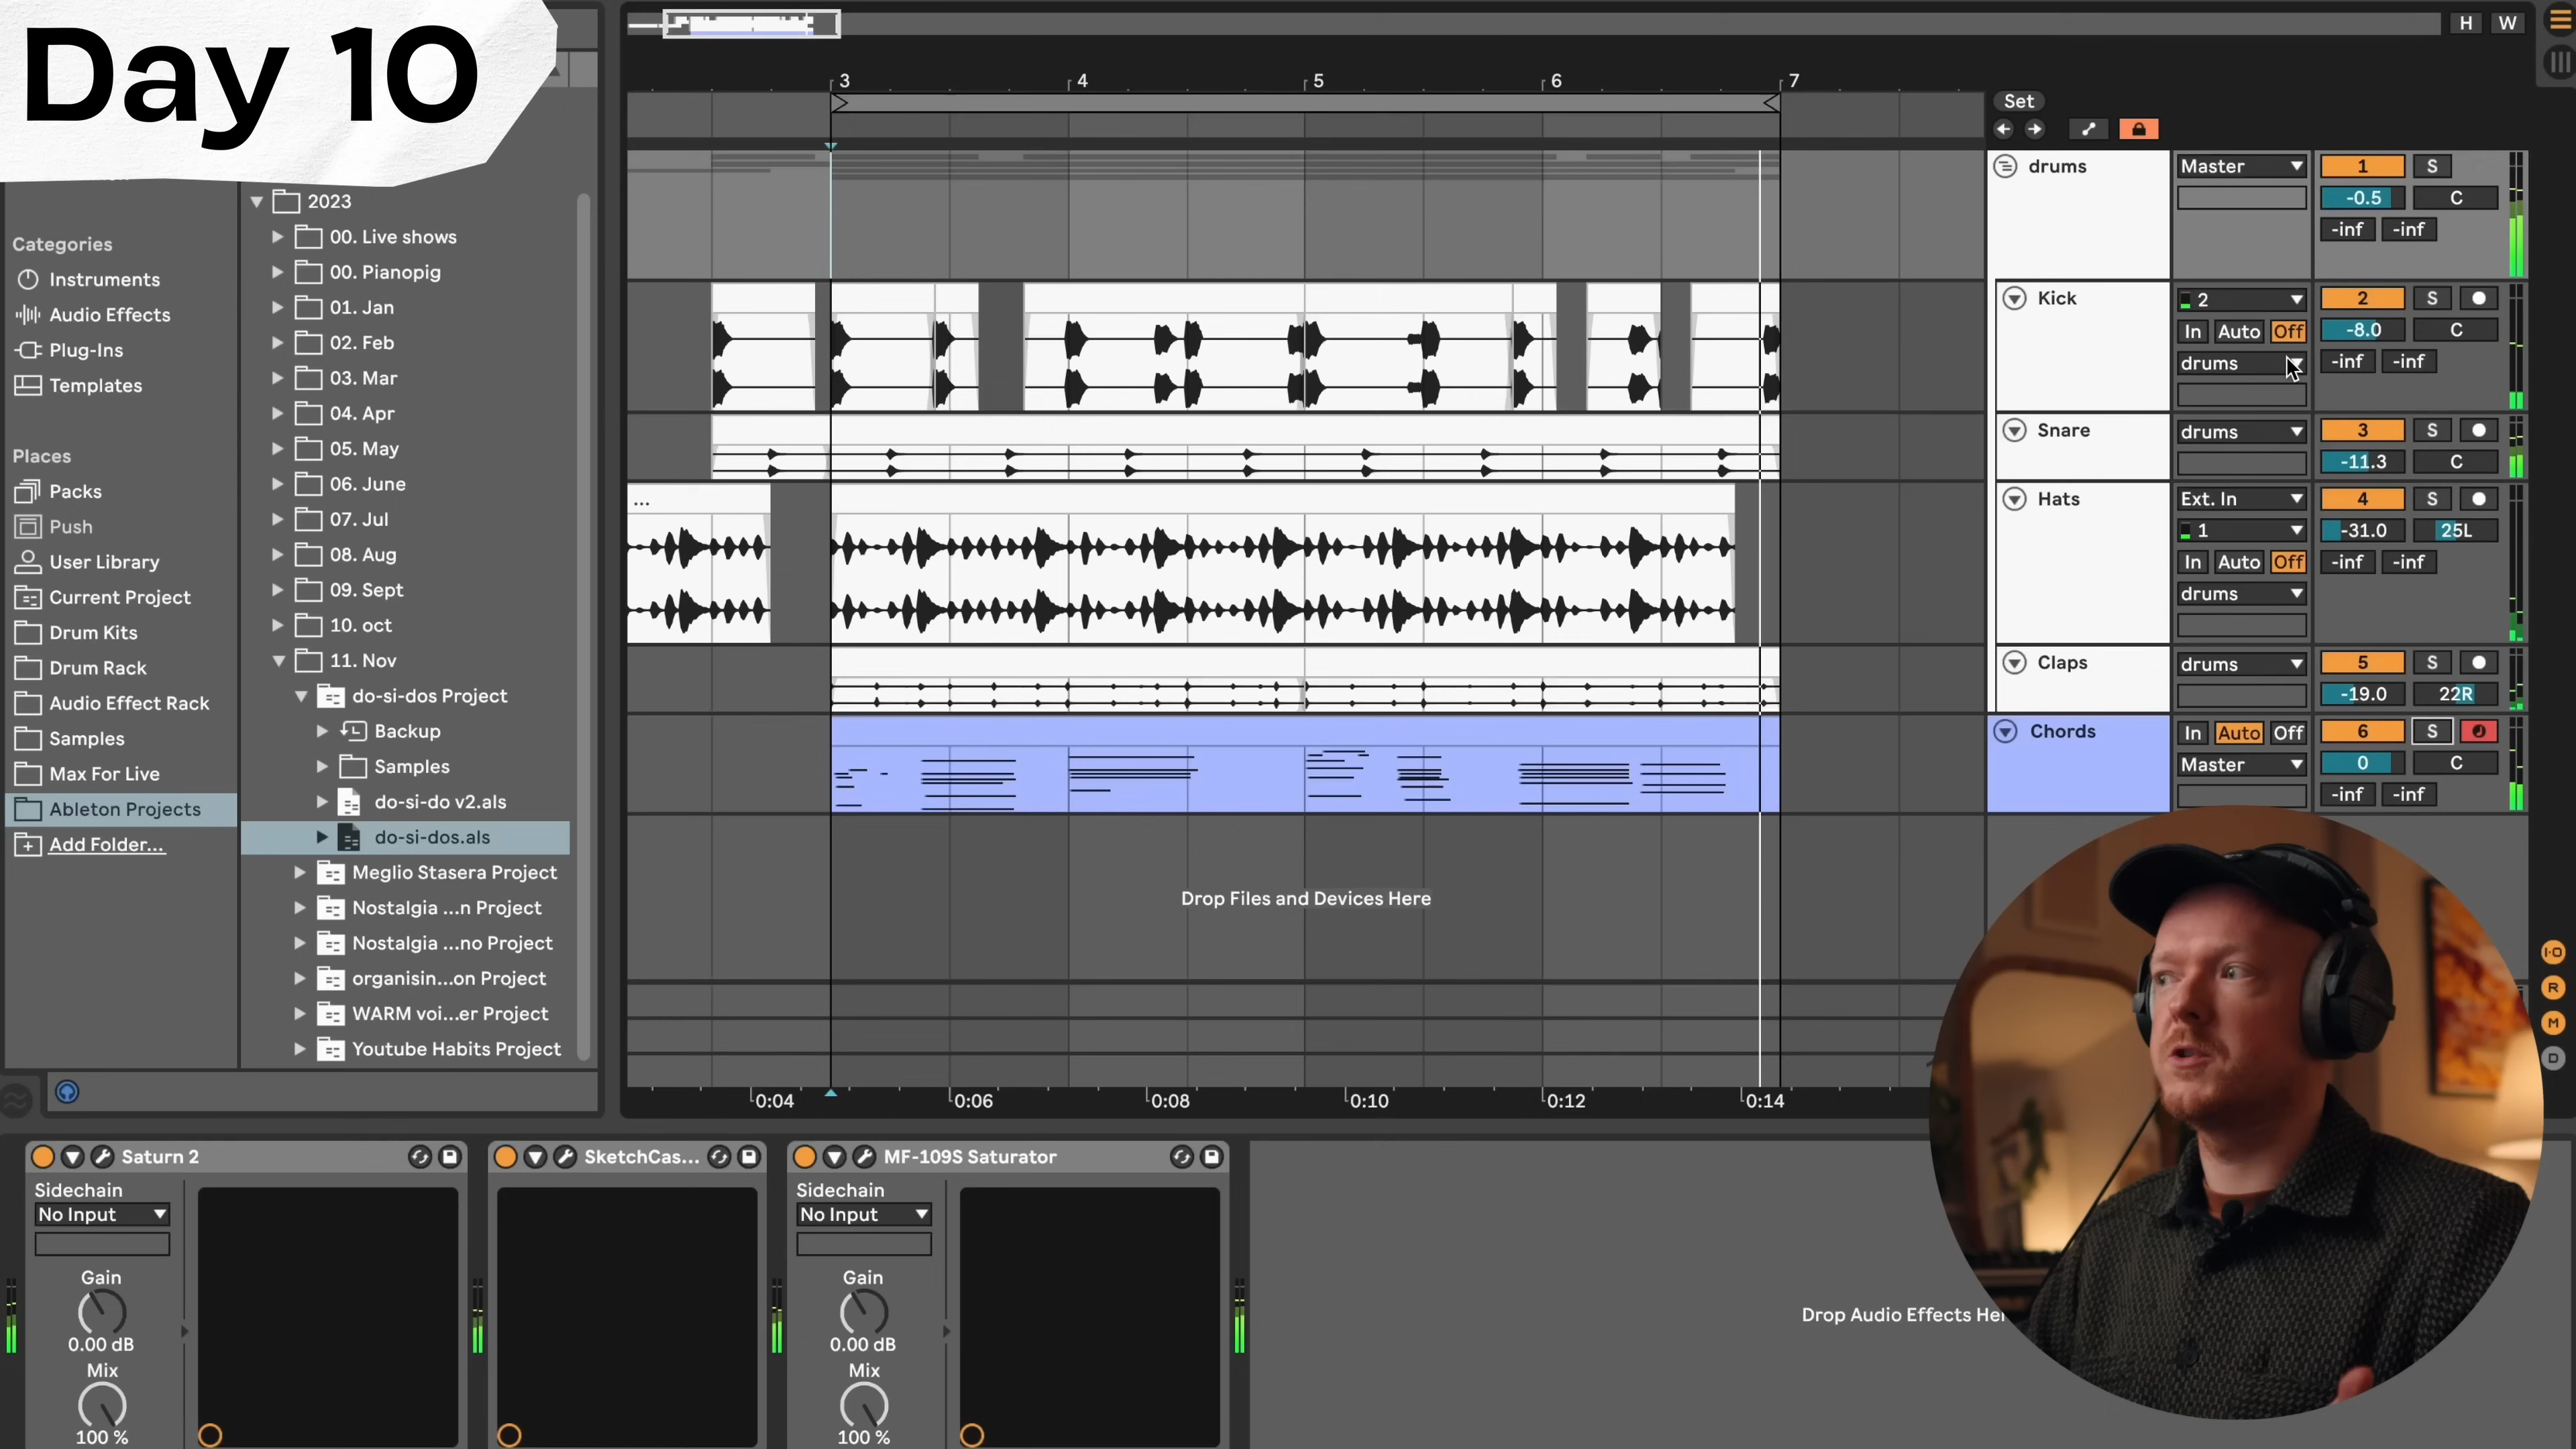 Day 10
H W
3 4 5 6 7
Set
Categories
Instruments
Audio Effects
Plug-Ins
Templates
Places
Packs
Push
User Library
Current Project
Drum Kits
Drum Rack
Audio Effect Rack
Samples
Max For Live
Ableton Projects
Add Folder...
2023
00. Live shows
00. Pianopig
01. Jan
02. Feb
03. Mar
04. Apr
05. May
06. June
07. Jul
08. Aug
09. Sept
10. oct
11. Nov
do-si-dos Project
Backup
Samples
do-si-do v2.als
do-si-dos.als
Meglio Stasera Project
Nostalgia ...n Project
Nostalgia ...no Project
organisin...on Project
WARM voi...er Project
Youtube Habits Project
...
Drop Files and Devices Here
0:04 0:06 0:08 0:10 0:12 0:14
drums Master 1 S
-0.5 C
-inf -inf
Kick 2 2 S
In Auto Off -8.0 C
drums -inf -inf
Snare drums 3 S
-11.3 C
Hats Ext. In 4 S
1 -31.0 25L
In Auto Off -inf -inf
drums
Claps drums 5 S
-19.0 22R
Chords In Auto Off 6 S
Master 0 C
-inf -inf
I·O
R
M
D
Saturn 2
Sidechain
No Input
Gain
0.00 dB
Mix
100 %
SketchCas...
MF-109S Saturator
Sidechain
No Input
Gain
0.00 dB
Mix
100 %
Drop Audio Effects He